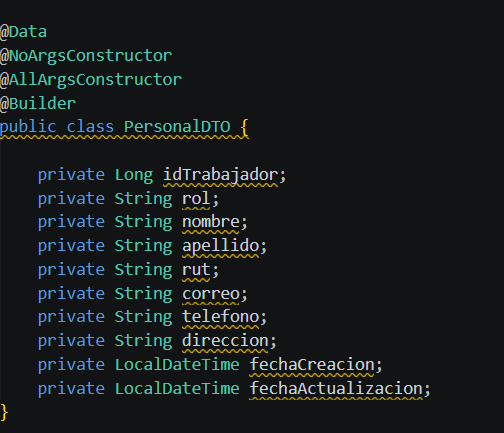 @Data
@NoArgsConstructor
@AllArgsConstructor
@Builder
public class PersonalDTO {
private Long idTrabajador;
private String rol;
private String nombre;
private String apellido;
private String rut;
private String correo;
private String telefono;
private String direccion;
private LocalDateTime fechaCreacion;
private LocalDateTime fechaActualizacion;
}